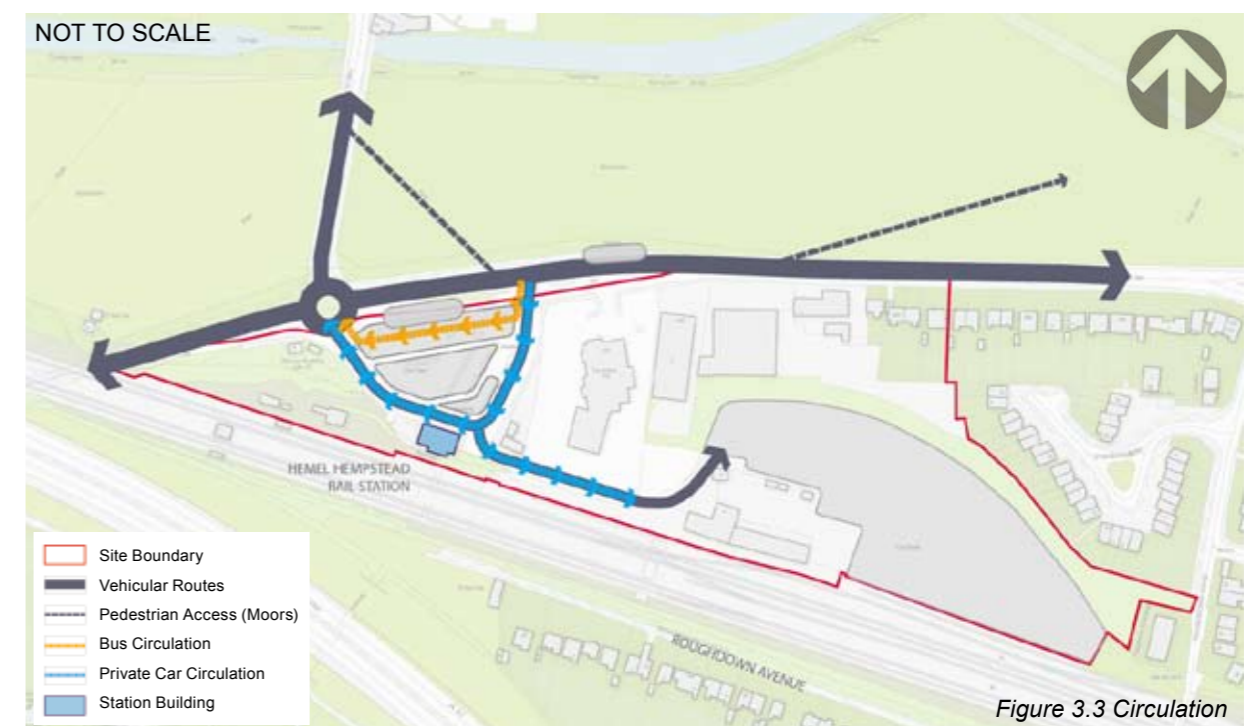 NOT TO SCALE
HEMEL HEMPSTEAD
RAIL STATION
ROUGHDOWN AVENUE
Site Boundary
Vehicular Routes
Pedestrian Access (Moors)
Bus Circulation
Private Car Circulation
Station Building
Figure 3.3 Circulation